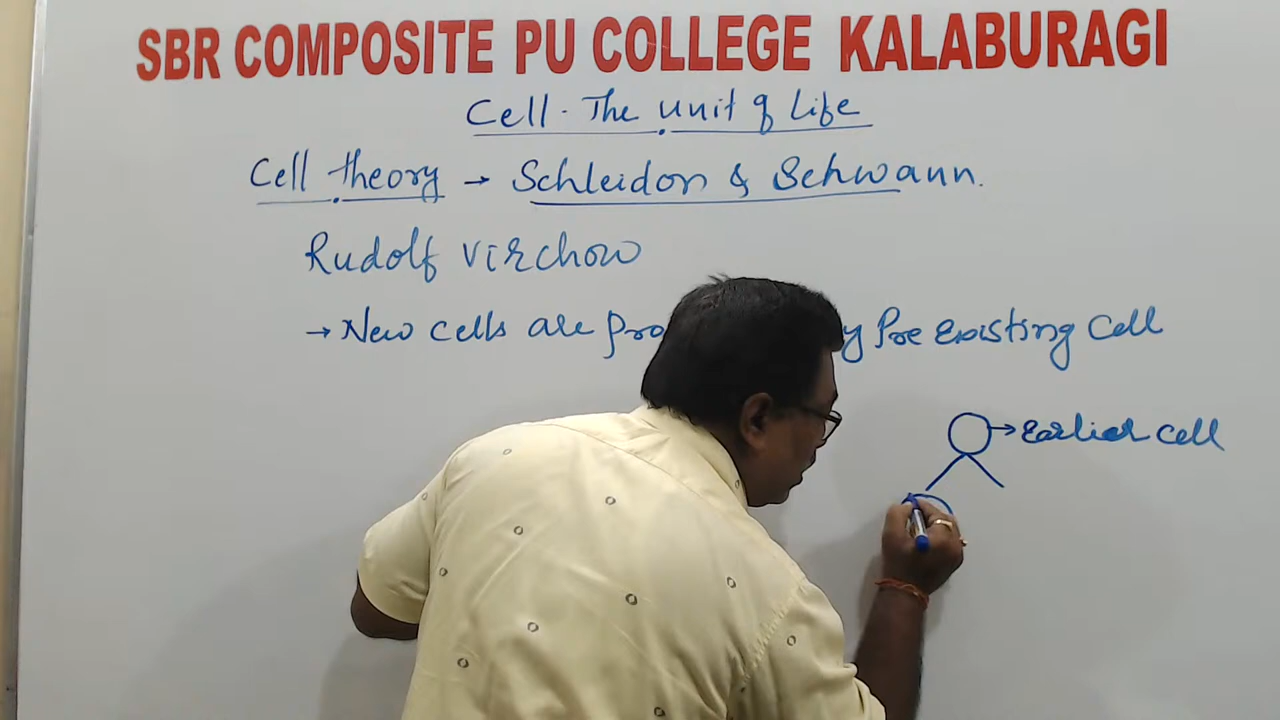 SBR COMPOSITE PU COLLEGE KALABURAGI
Cell - The unit of Life
Cell theory → Schleidon & Schwann.
Rudolf Virchow
→ New cells are Pre Existing Cell
→ Earlier cell